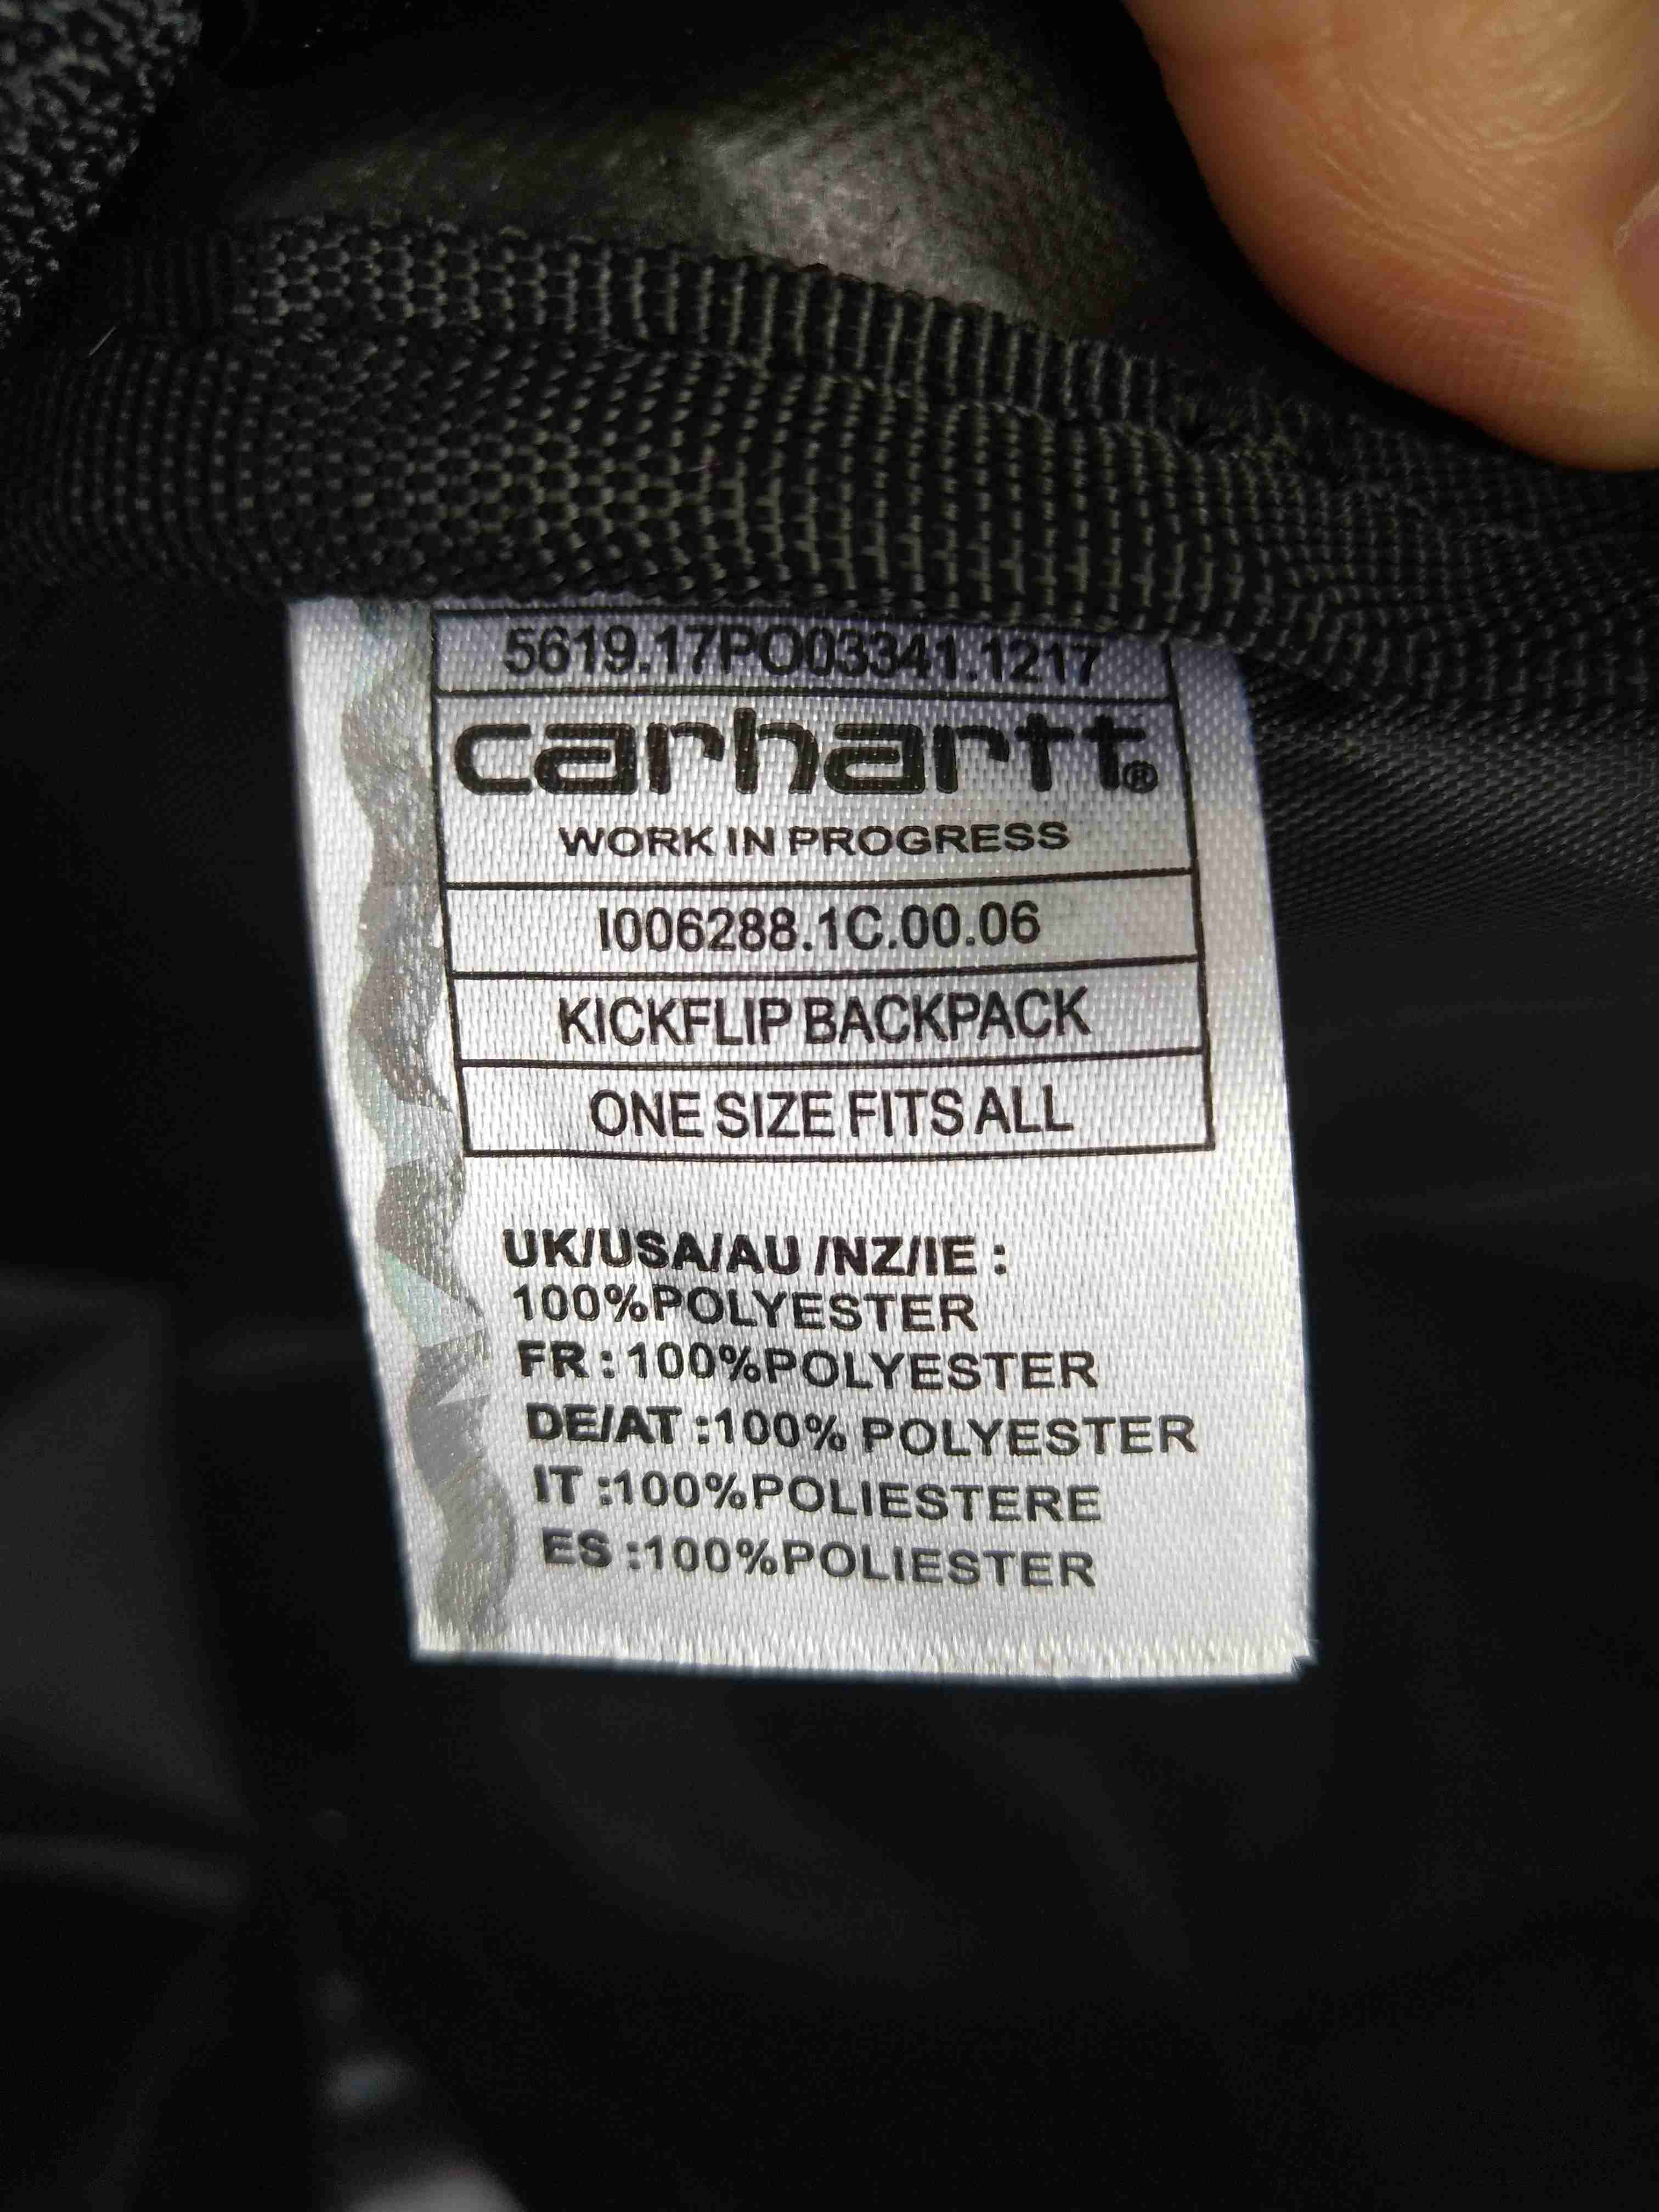 5619.17PO03341.1217
carhartt®
WORK IN PROGRESS
I006288.1C.00.06
KICKFLIP BACKPACK
ONE SIZE FITS ALL
UK/USA/AU /NZ/IE :
100%POLYESTER
FR : 100%POLYESTER
DE/AT :100% POLYESTER
IT :100%POLIESTERE
ES :100%POLIESTER